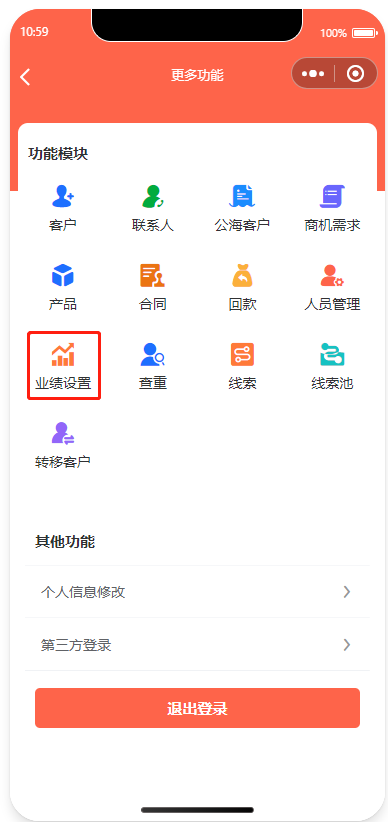 10:59
100%
更多功能
功能模块
客户 联系人 公海客户 商机需求
产品 合同 回款 人员管理
业绩设置 查重 线索 线索池
转移客户
其他功能
个人信息修改
第三方登录
退出登录